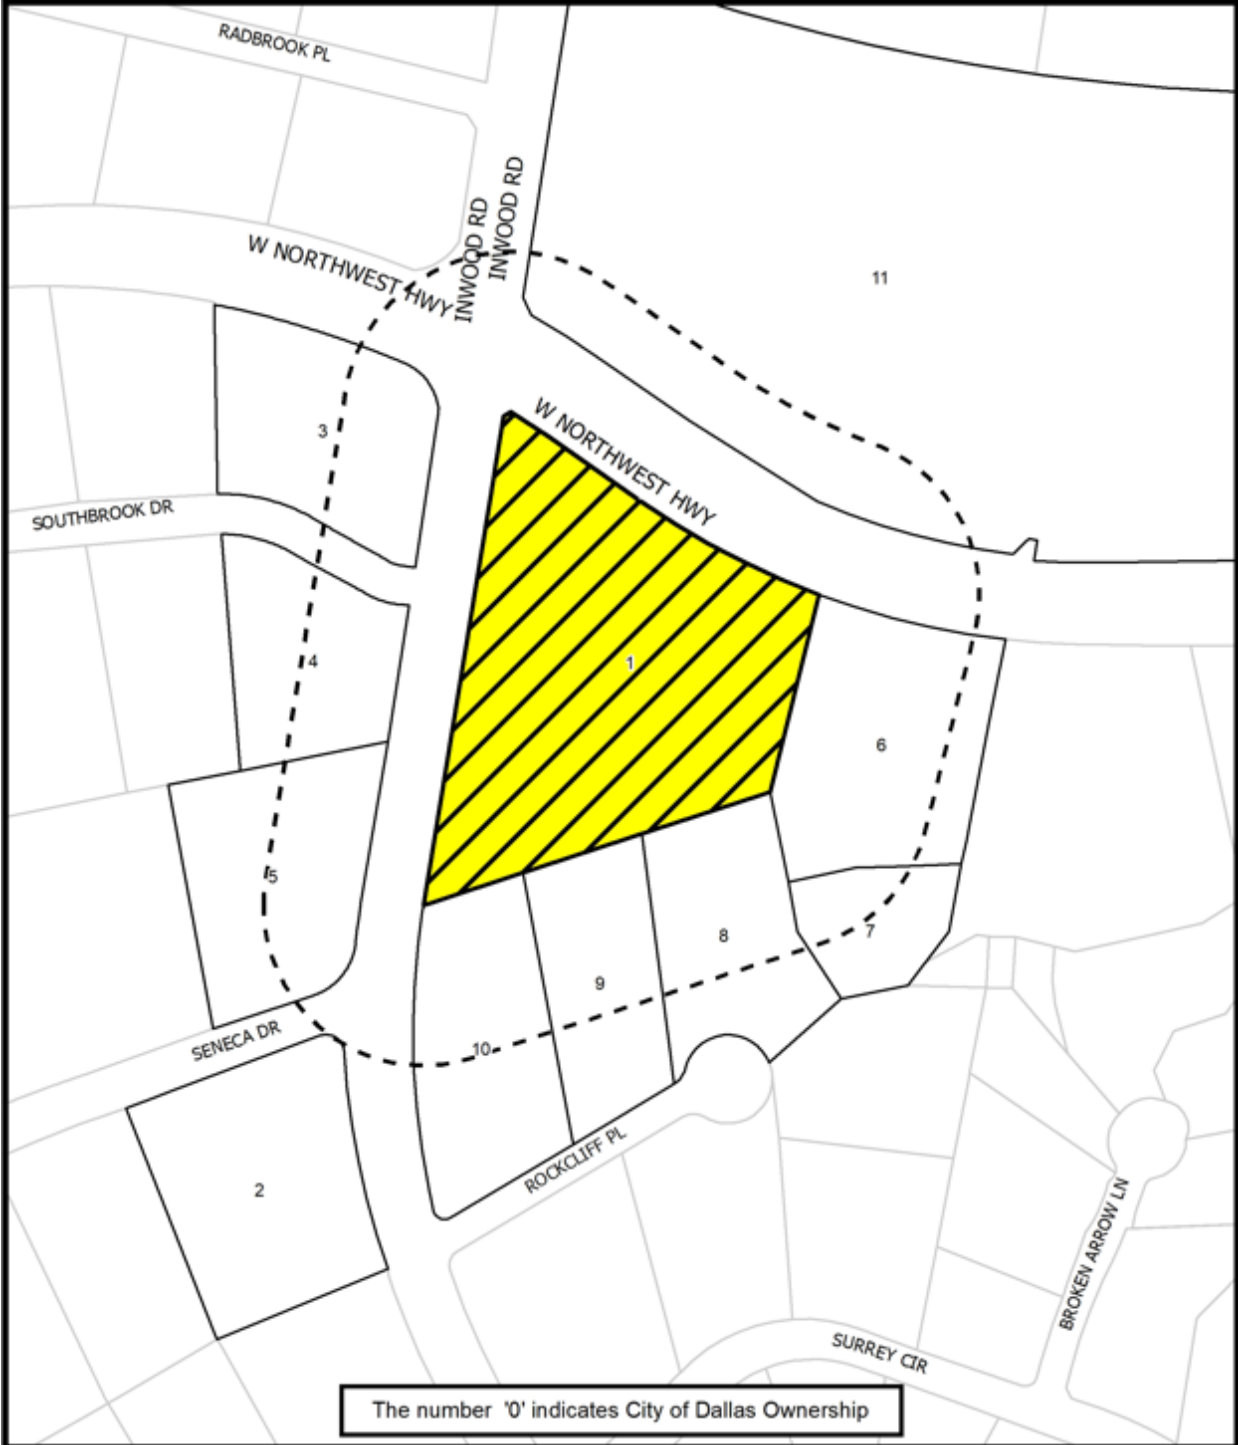 RADBROOK PL
INWOOD RD
INWOOD RD
W NORTHWEST HWY
11
3
W NORTHWEST HWY
SOUTHBROOK DR
4
1
6
5
7
8
9
10
SENECA DR
ROCKCLIFF PL
2
BROKEN ARROW LN
SURREY CIR
The number '0' indicates City of Dallas Ownership